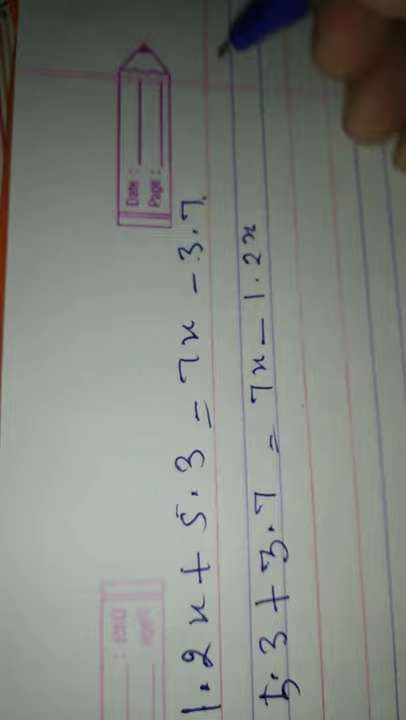 Date :
Page :
1.2x + 5.3 = 7x - 3.7
5.3 + 3.7 = 7x - 1.2x